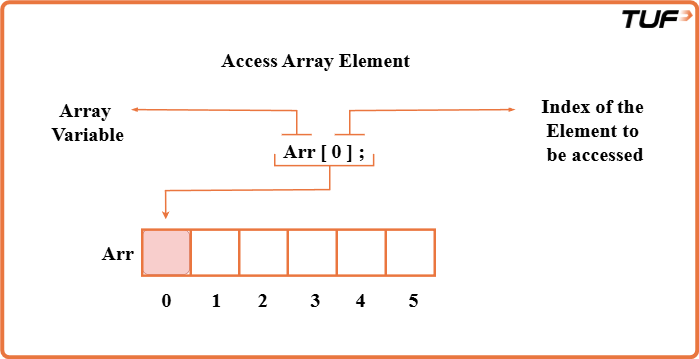 TUF
Access Array Element
Array
Variable
Index of the
Element to
be accessed
Arr [ 0 ] ;
Arr
0 1 2 3 4 5